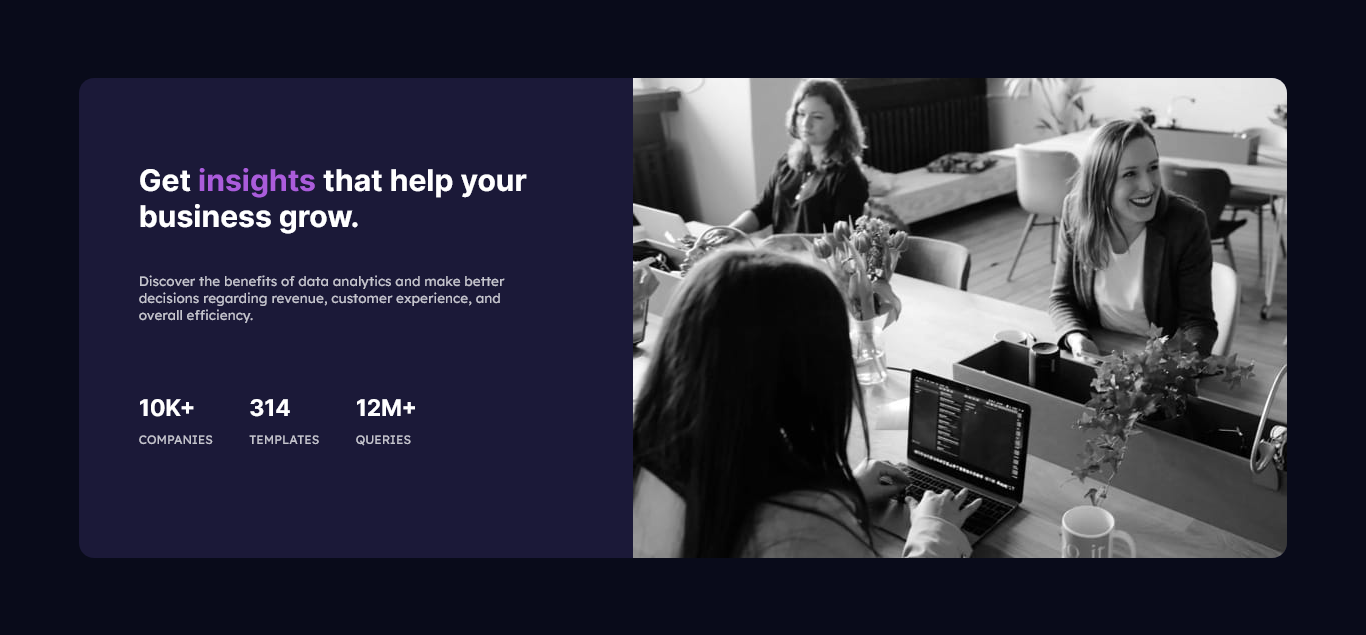 Get insights that help your
business grow.
Discover the benefits of data analytics and make better
decisions regarding revenue, customer experience, and
overall efficiency.
10K+ 314 12M+
COMPANIES TEMPLATES QUERIES